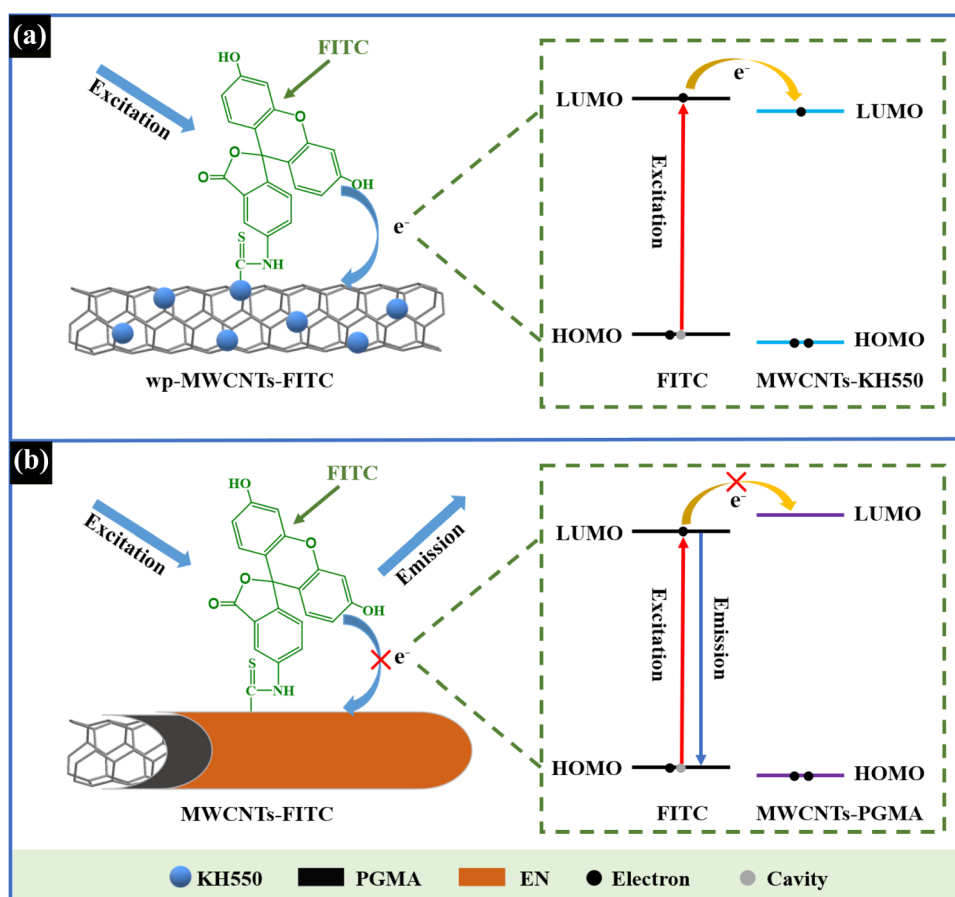 (a)
FITC
Excitation
HO
O
O
O
OH
S
C
NH
e⁻
wp-MWCNTs-FITC
e⁻
LUMO
LUMO
Excitation
HOMO
HOMO
FITC
MWCNTs-KH550
(b)
FITC
Excitation
Emission
HO
O
O
O
OH
S
C
NH
e⁻
MWCNTs-FITC
e⁻
LUMO
LUMO
Excitation
Emission
HOMO
HOMO
FITC
MWCNTs-PGMA
KH550
PGMA
EN
Electron
Cavity